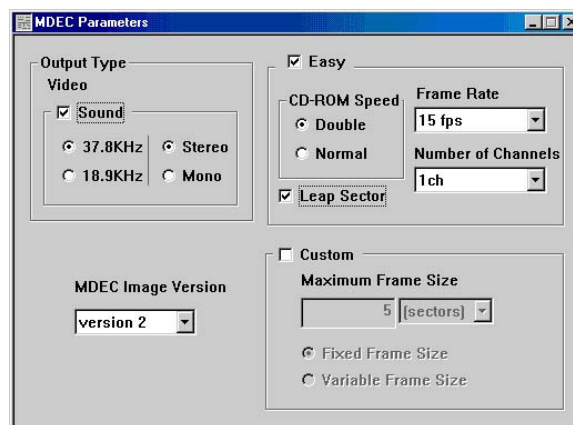 MDEC Parameters
Output Type
Video
Sound
37.8KHz
Stereo
18.9KHz
Mono
MDEC Image Version
version 2
Easy
CD-ROM Speed
Double
Normal
Leap Sector
Frame Rate
15 fps
Number of Channels
1ch
Custom
Maximum Frame Size
5 (sectors)
Fixed Frame Size
Variable Frame Size